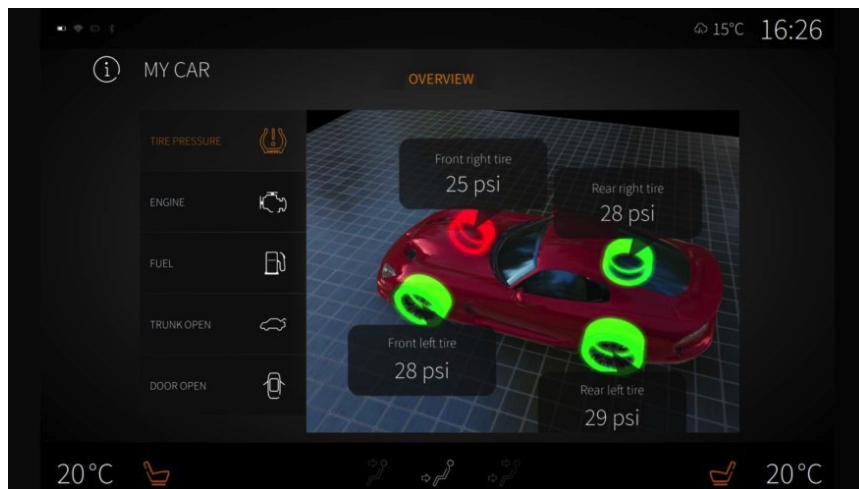 15°C 16:26
MY CAR
OVERVIEW
TIRE PRESSURE
ENGINE
FUEL
TRUNK OPEN
DOOR OPEN
Front right tire
25 psi
Rear right tire
28 psi
Front left tire
28 psi
Rear left tire
29 psi
20°C
20°C